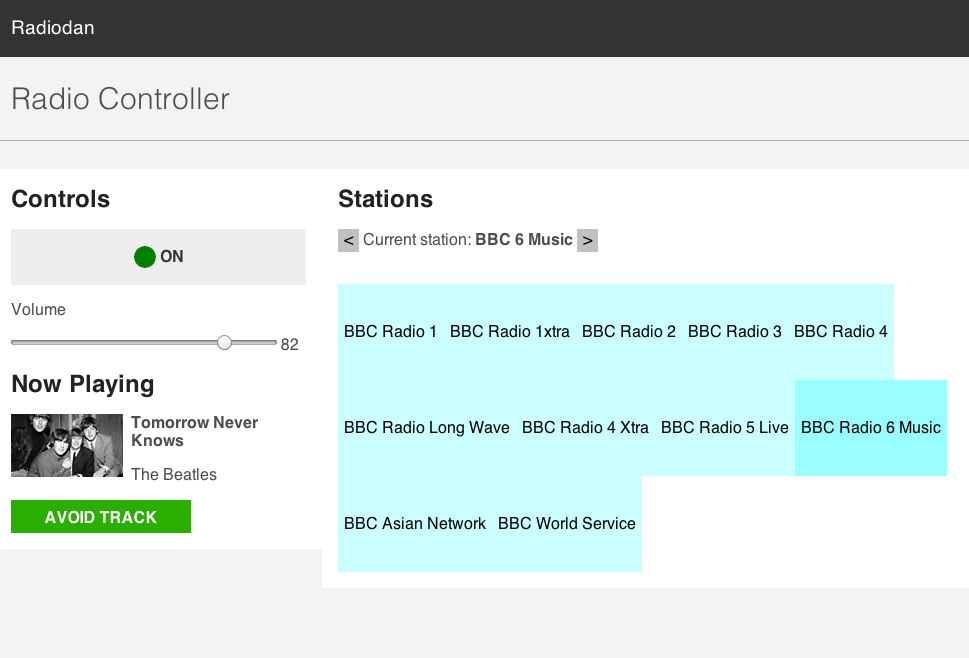 Radiodan
Radio Controller
Controls
ON
Volume
82
Now Playing
Tomorrow Never
Knows
The Beatles
AVOID TRACK
Stations
< Current station: BBC 6 Music >
BBC Radio 1 BBC Radio 1xtra BBC Radio 2 BBC Radio 3 BBC Radio 4
BBC Radio Long Wave BBC Radio 4 Xtra BBC Radio 5 Live BBC Radio 6 Music
BBC Asian Network BBC World Service